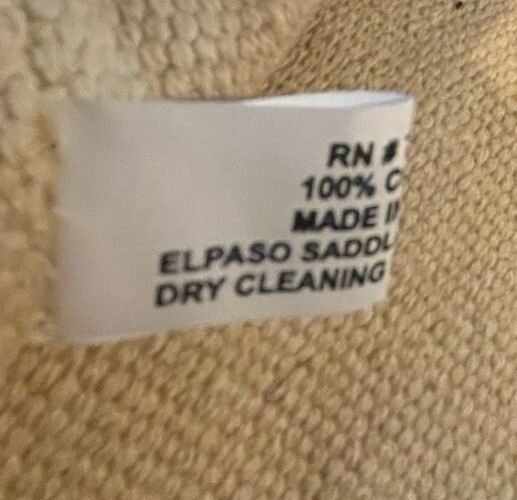 RN #
100% C
MADE I
ELPASO SADDL
DRY CLEANING